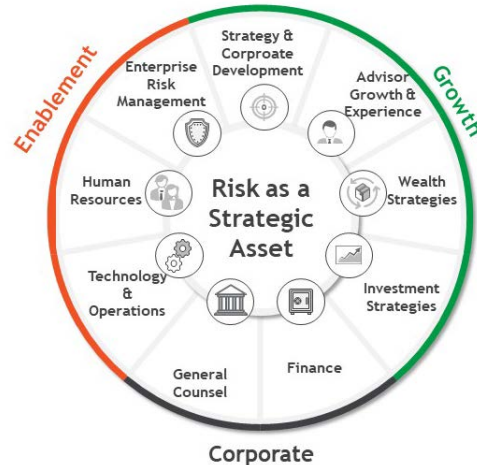 Strategy &
Corproate
Development
Enterprise
Risk
Management
Advisor
Growth &
Experience
Enablement
Growth
Human
Resources
Risk as a
Strategic
Asset
Wealth
Strategies
Technology
&
Operations
Investment
Strategies
General
Counsel
Finance
Corporate